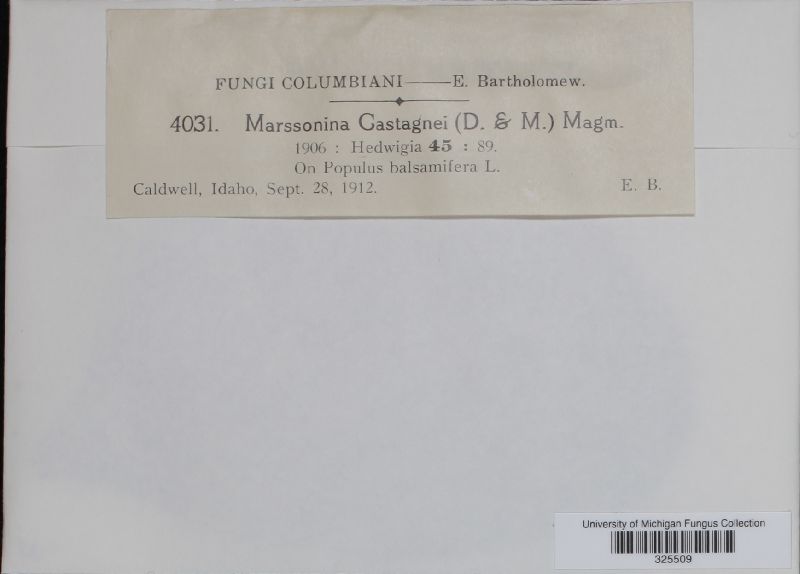 FUNGI COLUMBIANI—E. Bartholomew.
4031. Marssonina Castagnei (D. & M.) Magm.
1906 : Hedwigia 45 : 89.
On Populus balsamifera L.
Caldwell, Idaho, Sept. 28, 1912. E. B.
University of Michigan Fungus Collection
325509